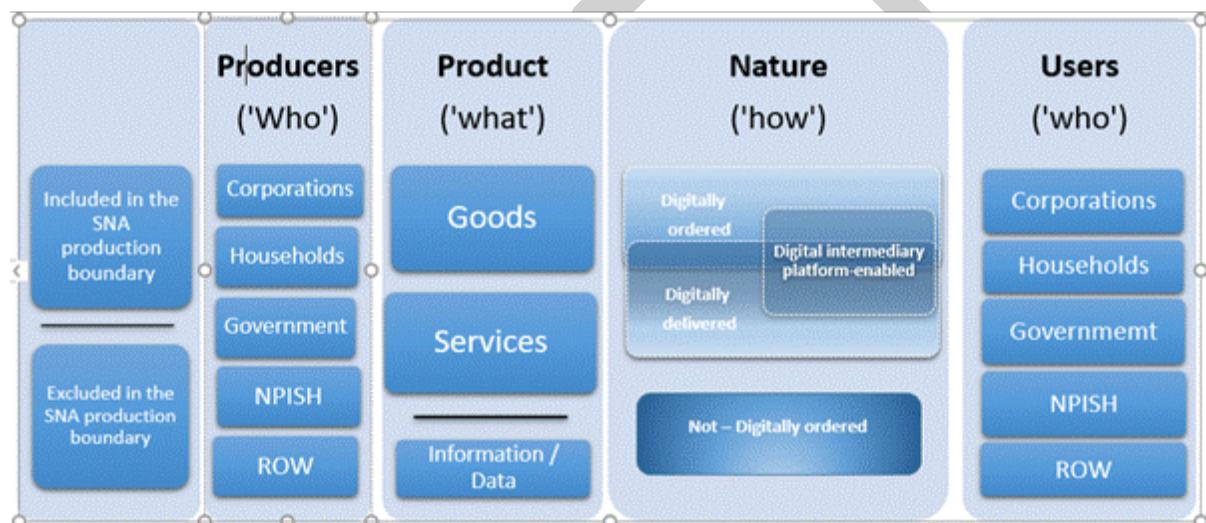 Included in the
SNA
production
boundary
Excluded in the
SNA production
boundary
Producers
('Who')
Corporations
Households
Government
NPISH
ROW
Product
('what')
Goods
Services
Information /
Data
Nature
('how')
Digitally
ordered
Digital intermediary
platform-enabled
Digitally
delivered
Not – Digitally ordered
Users
('who')
Corporations
Households
Governmemt
NPISH
ROW